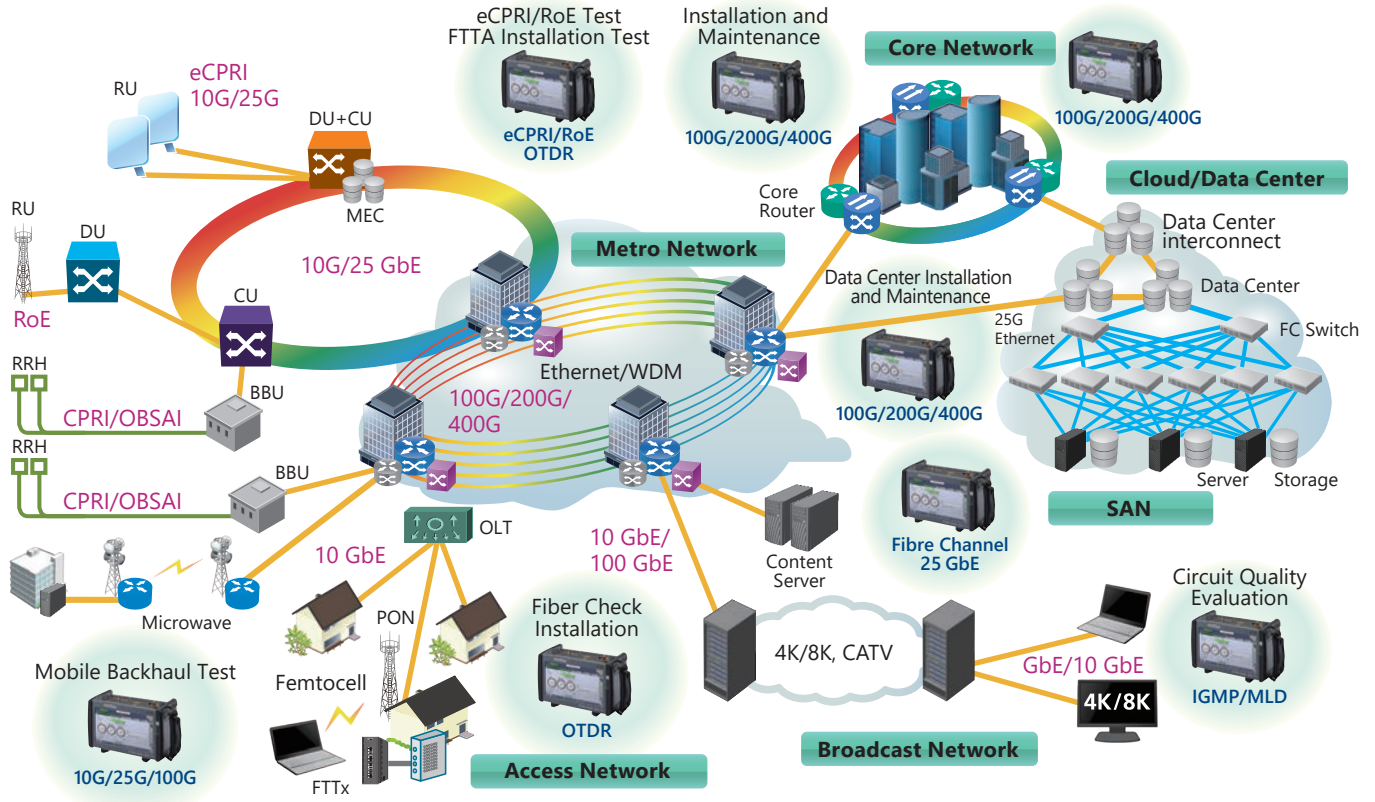 eCPRI/RoE Test
FTTA Installation Test
eCPRI/RoE
OTDR
Installation and
Maintenance
100G/200G/400G
Core Network
100G/200G/400G
RU
eCPRI
10G/25G
DU+CU
MEC
Core
Router
Cloud/Data Center
Data Center
interconnect
RU
DU
RoE
10G/25 GbE
CU
Metro Network
Data Center Installation
and Maintenance
100G/200G/400G
Data Center
25G
Ethernet
FC Switch
Ethernet/WDM
100G/200G/
400G
RRH
CPRI/OBSAI
BBU
RRH
CPRI/OBSAI
BBU
Server
Storage
SAN
Fibre Channel
25 GbE
OLT
10 GbE
10 GbE/
100 GbE
Content
Server
Microwave
PON
Femtocell
FTTx
Fiber Check
Installation
OTDR
Access Network
Mobile Backhaul Test
10G/25G/100G
4K/8K, CATV
Broadcast Network
GbE/10 GbE
4K/8K
Circuit Quality
Evaluation
IGMP/MLD